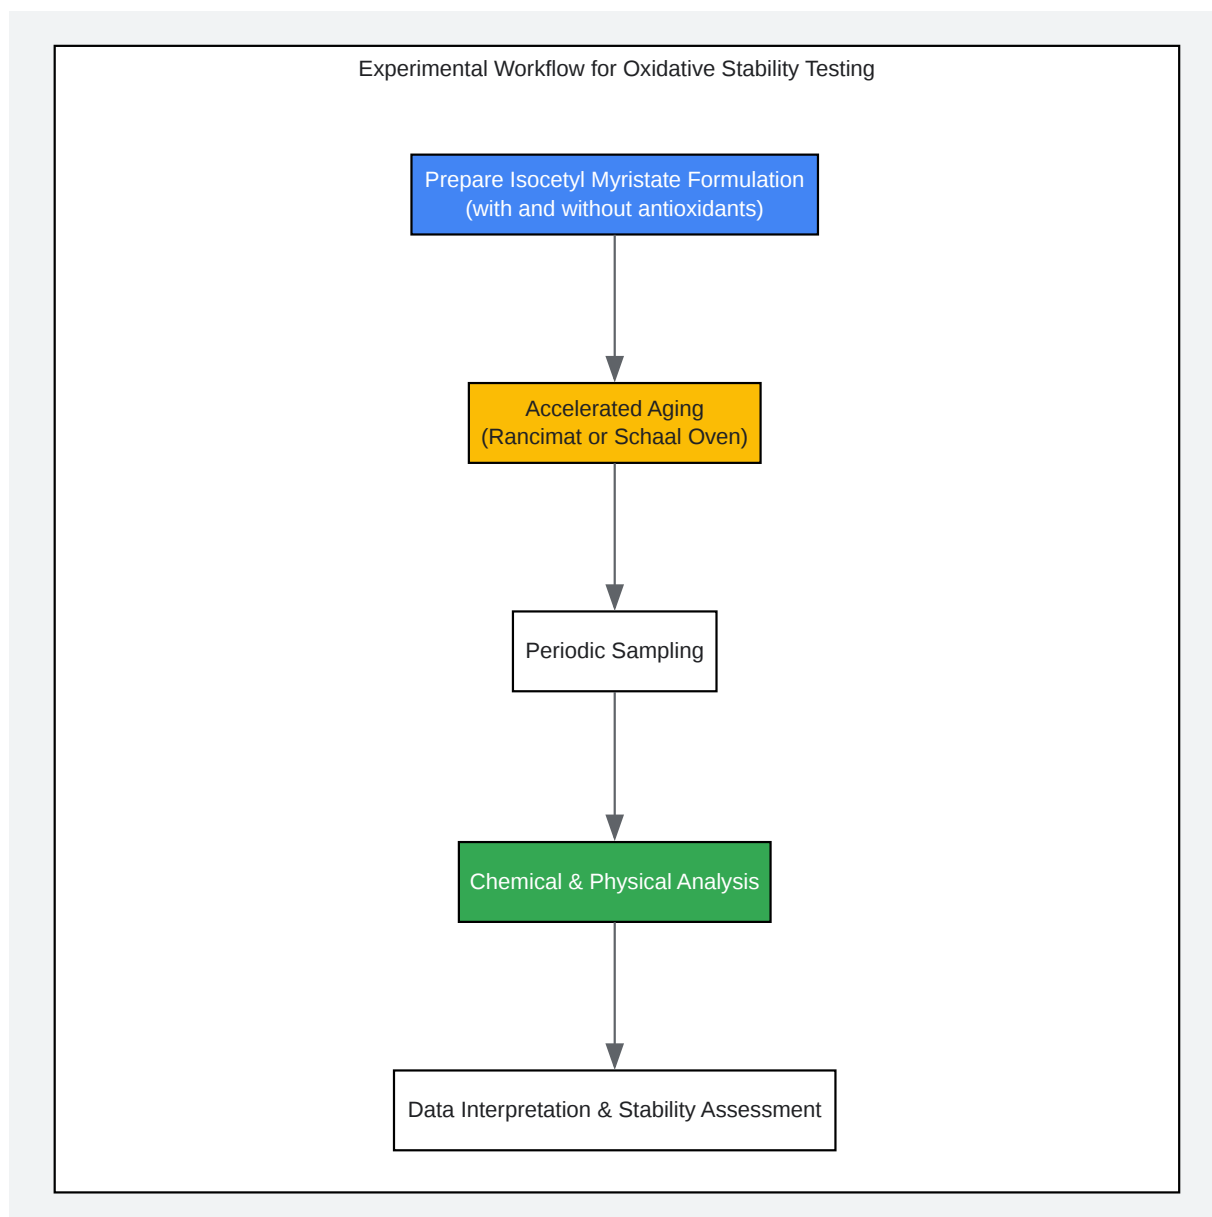 Experimental Workflow for Oxidative Stability Testing
Prepare Isocetyl Myristate Formulation
(with and without antioxidants)
Accelerated Aging
(Rancimat or Schaal Oven)
Periodic Sampling
Chemical & Physical Analysis
Data Interpretation & Stability Assessment